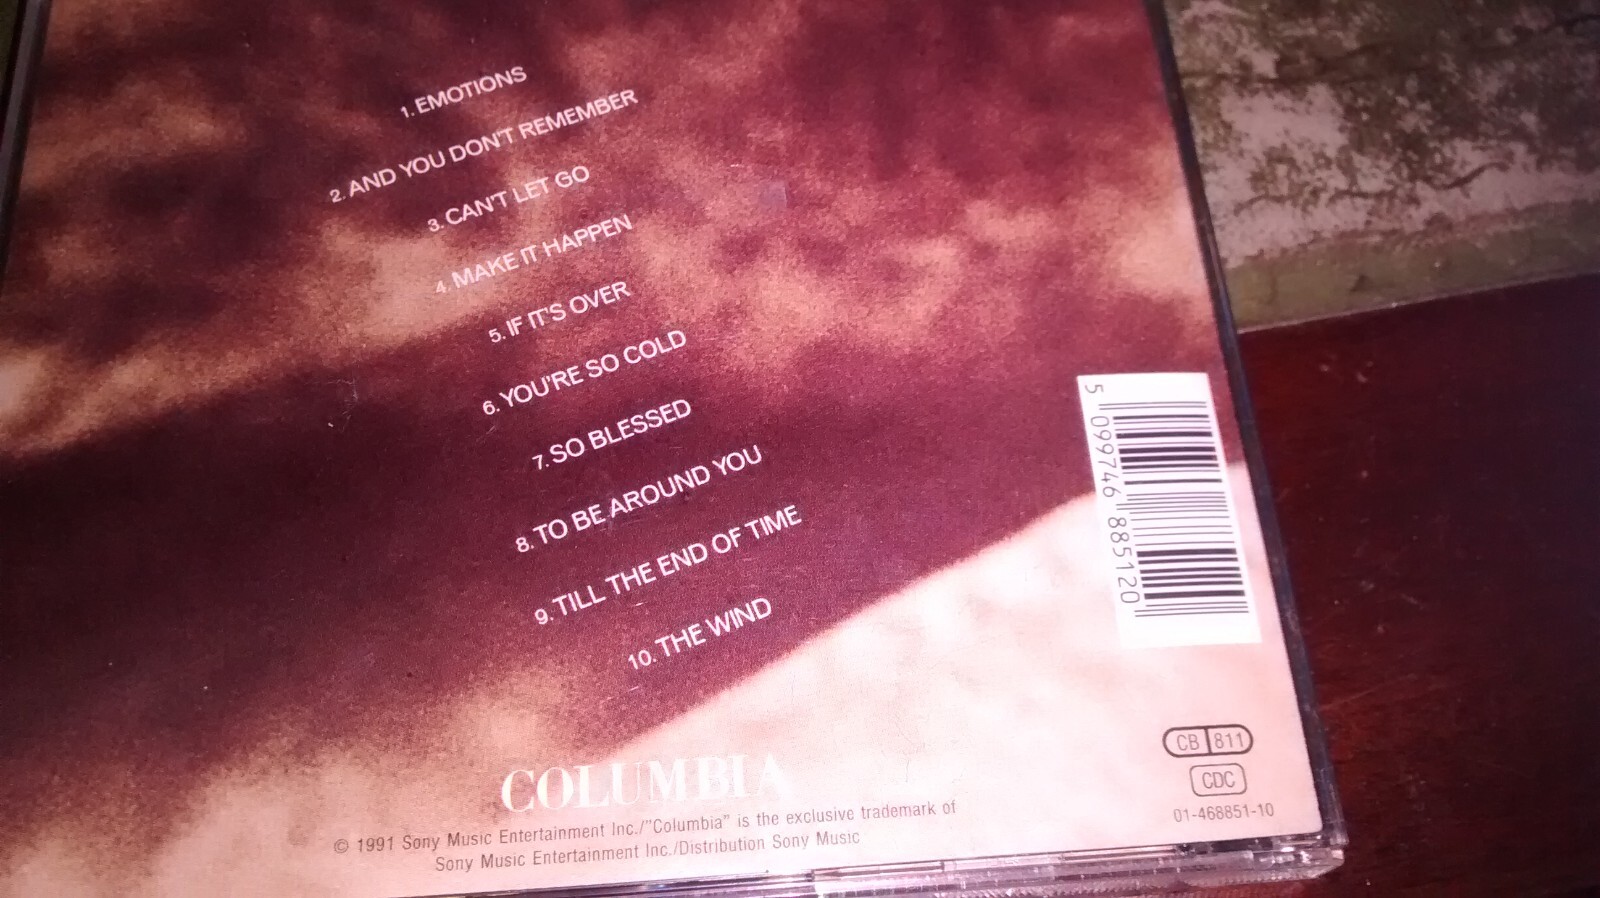 1. EMOTIONS
2. AND YOU DON'T REMEMBER
3. CAN'T LET GO
4. MAKE IT HAPPEN
5. IF IT'S OVER
6. YOU'RE SO COLD
7. SO BLESSED
8. TO BE AROUND YOU
9. TILL THE END OF TIME
10. THE WIND
5 099746 885120
CB 811
CDC
01-468851-10
COLUMBIA
© 1991 Sony Music Entertainment Inc./"Columbia" is the exclusive trademark of
Sony Music Entertainment Inc./Distribution Sony Music